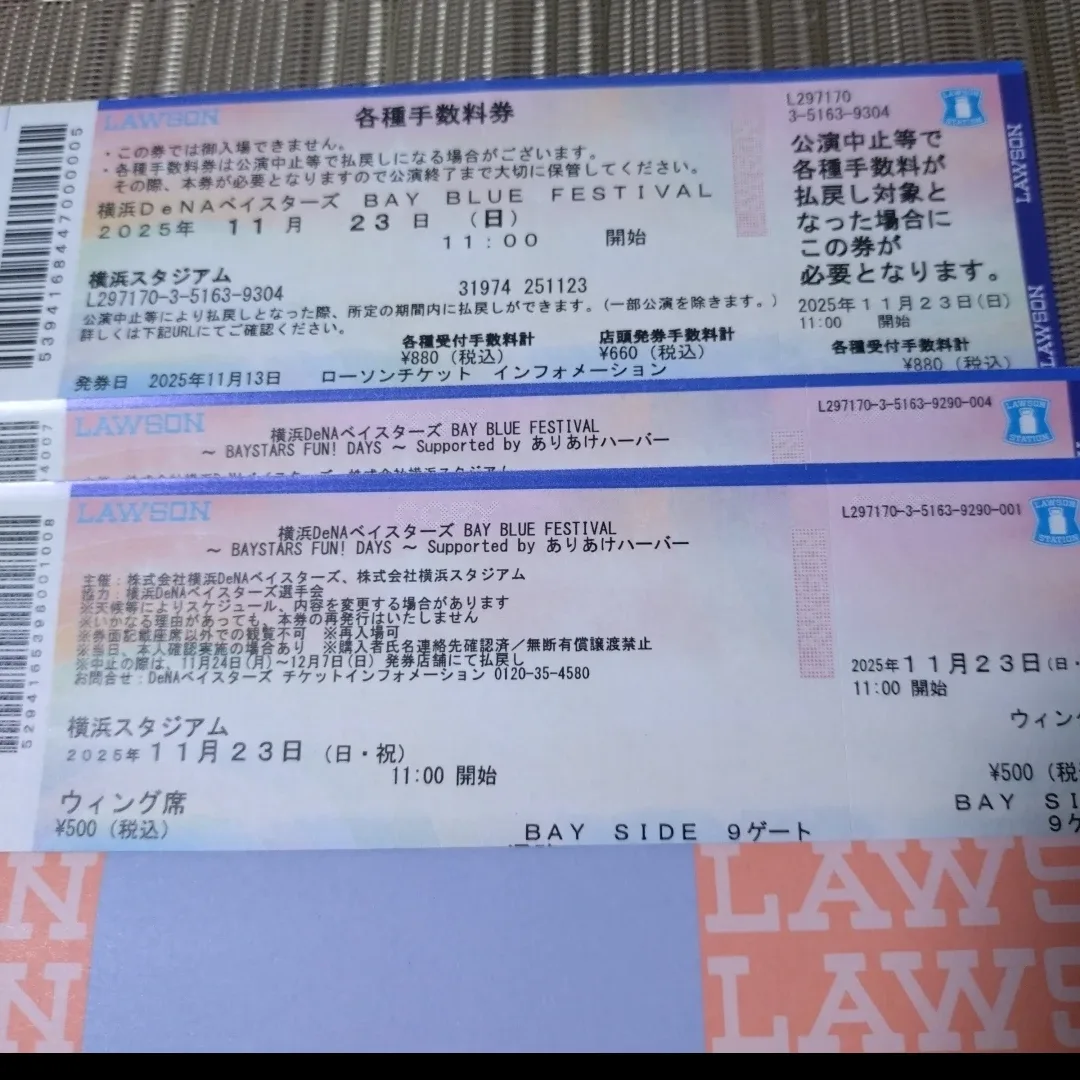 LAWSON
各種手数料券
・この券では御入場できません。
・各種手数料券は公演中止等で払戻しになる場合がございます。
その際、本券が必要となりますので公演終了まで大切に保管してください。
横浜DeNAベイスターズ BAY BLUE FESTIVAL
2025年 11月 23日 (日)
11:00 開始
横浜スタジアム
L297170-3-5163-9304
31974 251123
公演中止等により払戻しとなった際、所定の期間内に払戻しができます。(一部公演を除きます。)
詳しくは下記URLにてご確認ください。
各種受付手数料計 店頭発券手数料計
¥880 (税込) ¥660 (税込)
発券日 2025年11月13日 ローソンチケット インフォメーション
5394168447000005
L297170
3-5163-9304
LAWSON
STATION
公演中止等で
各種手数料が
払戻し対象と
なった場合に
この券が
必要となります。
2025年11月23日(日)
11:00 開始
各種受付手数料計
¥880 (税込)
LAWSON
LAWSON
4007
LAWSON
横浜DeNAベイスターズ BAY BLUE FESTIVAL
~ BAYSTARS FUN! DAYS ~ Supported by ありあけハーバー
L297170-3-5163-9290-004
LAWSON
STATION
LAWSON
横浜DeNAベイスターズ BAY BLUE FESTIVAL
~ BAYSTARS FUN! DAYS ~ Supported by ありあけハーバー
主催:株式会社横浜DeNAベイスターズ、株式会社横浜スタジアム
協力:横浜DeNAベイスターズ選手会
※天候等によりスケジュール、内容を変更する場合があります
※いかなる理由があっても、本券の再発行はいたしません
※券面記載座席以外での観覧不可 ※再入場可
※当日、本人確認実施の場合あり ※購入者氏名連絡先確認済/無断有償譲渡禁止
※中止の際は、11月24日(月)~12月7日(日) 発券店舗にて払戻し
お問合せ:DeNAベイスターズ チケットインフォメーション 0120-35-4580
横浜スタジアム
2025年11月23日 (日・祝)
11:00 開始
ウィング席
¥500 (税込)
BAY SIDE 9ゲート
5294165398001008
L297170-3-5163-9290-001
LAWSON
STATION
2025年11月23日(日・
11:00 開始
ウィン
¥500 (税
BAY SI
9ゲ
LAWS
LAWS
N
N